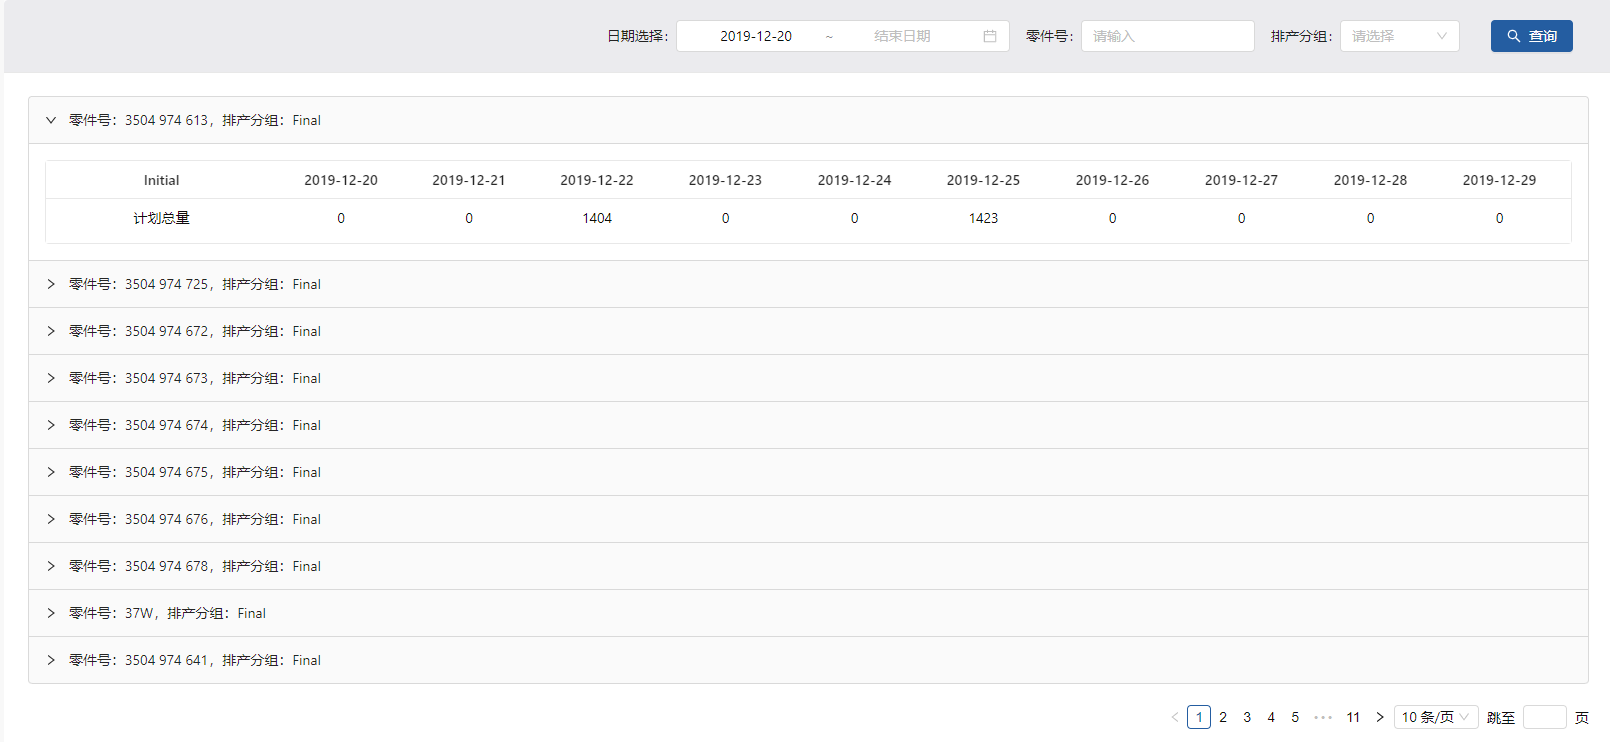 日期选择： 2019-12-20 ~ 结束日期 零件号： 请输入 排产分组： 请选择 查询
零件号：3504 974 613，排产分组：Final
Initial 2019-12-20 2019-12-21 2019-12-22 2019-12-23 2019-12-24 2019-12-25 2019-12-26 2019-12-27 2019-12-28 2019-12-29
计划总量 0 0 1404 0 0 1423 0 0 0 0
零件号：3504 974 725，排产分组：Final
零件号：3504 974 672，排产分组：Final
零件号：3504 974 673，排产分组：Final
零件号：3504 974 674，排产分组：Final
零件号：3504 974 675，排产分组：Final
零件号：3504 974 676，排产分组：Final
零件号：3504 974 678，排产分组：Final
零件号：37W，排产分组：Final
零件号：3504 974 641，排产分组：Final
1 2 3 4 5 ••• 11 10 条/页 跳至 页